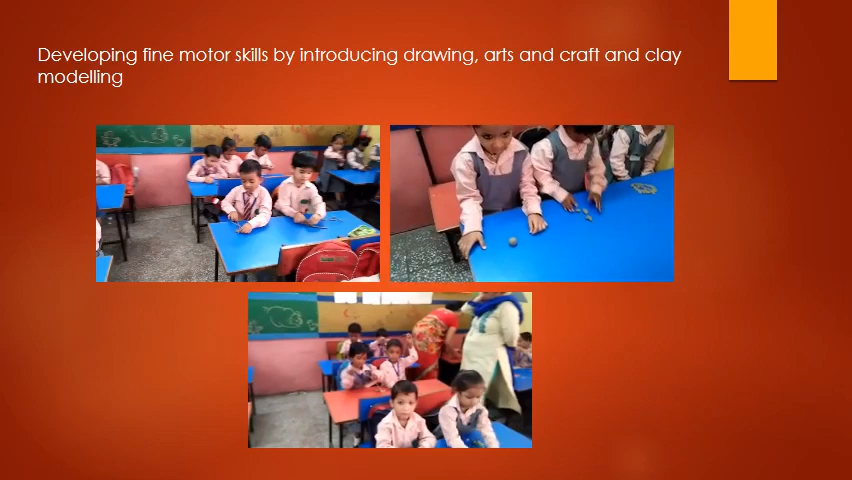 Developing fine motor skills by introducing drawing, arts and craft and clay
modelling